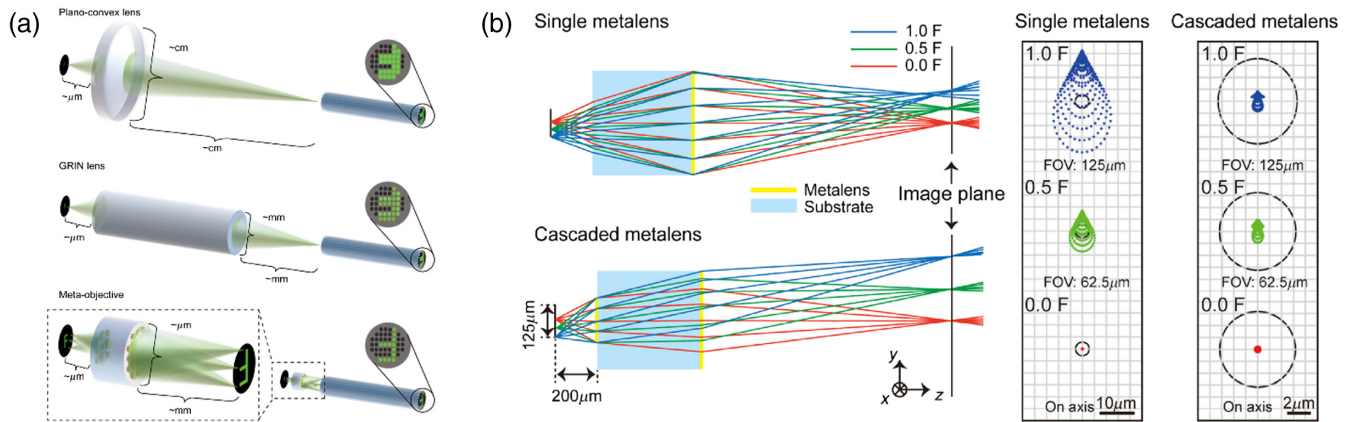 (a)
Plano-convex lens
~cm
~μm
~cm
GRIN lens
~mm
~μm
~mm
Meta-objective
~μm
~μm
~mm
(b)
Single metalens
1.0 F
0.5 F
0.0 F
Metalens
Substrate
Image plane
Cascaded metalens
125μm
200μm
y
x
z
Single metalens
1.0 F
FOV: 125μm
0.5 F
FOV: 62.5μm
0.0 F
On axis 10μm
Cascaded metalens
1.0 F
FOV: 125μm
0.5 F
FOV: 62.5μm
0.0 F
On axis 2μm